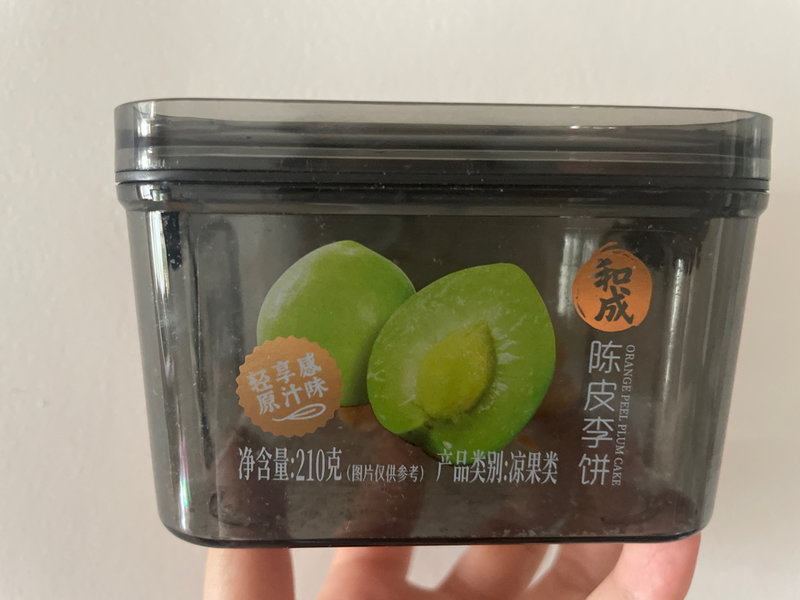 和成
陈皮李饼
ORANGE PEEL PLUM CAKE
轻享感
原汁味
净含量:210克(图片仅供参考) 产品类别:凉果类